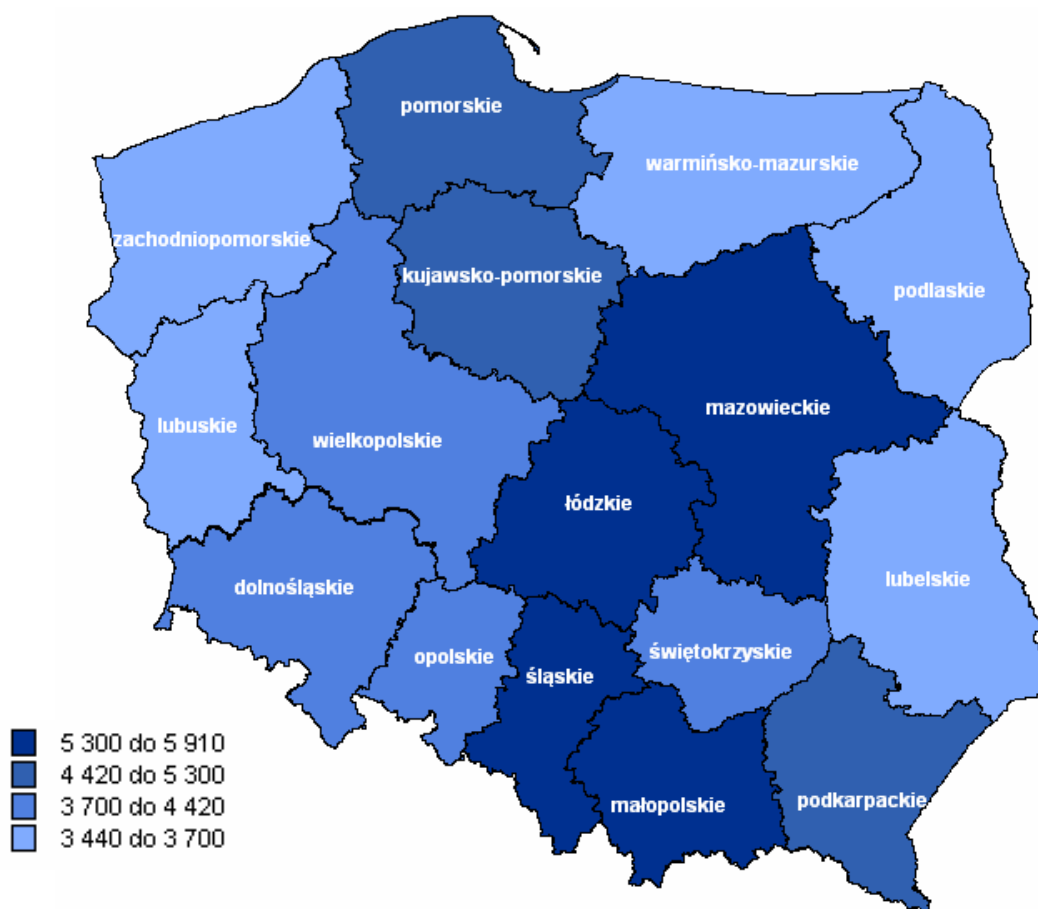 pomorskie
warmińsko-mazurskie
zachodniopomorskie
kujawsko-pomorskie
podlaskie
mazowieckie
lubuskie
wielkopolskie
łódzkie
dolnośląskie
lubelskie
opolskie
świętokrzyskie
śląskie
małopolskie
podkarpackie
5 300 do 5 910
4 420 do 5 300
3 700 do 4 420
3 440 do 3 700